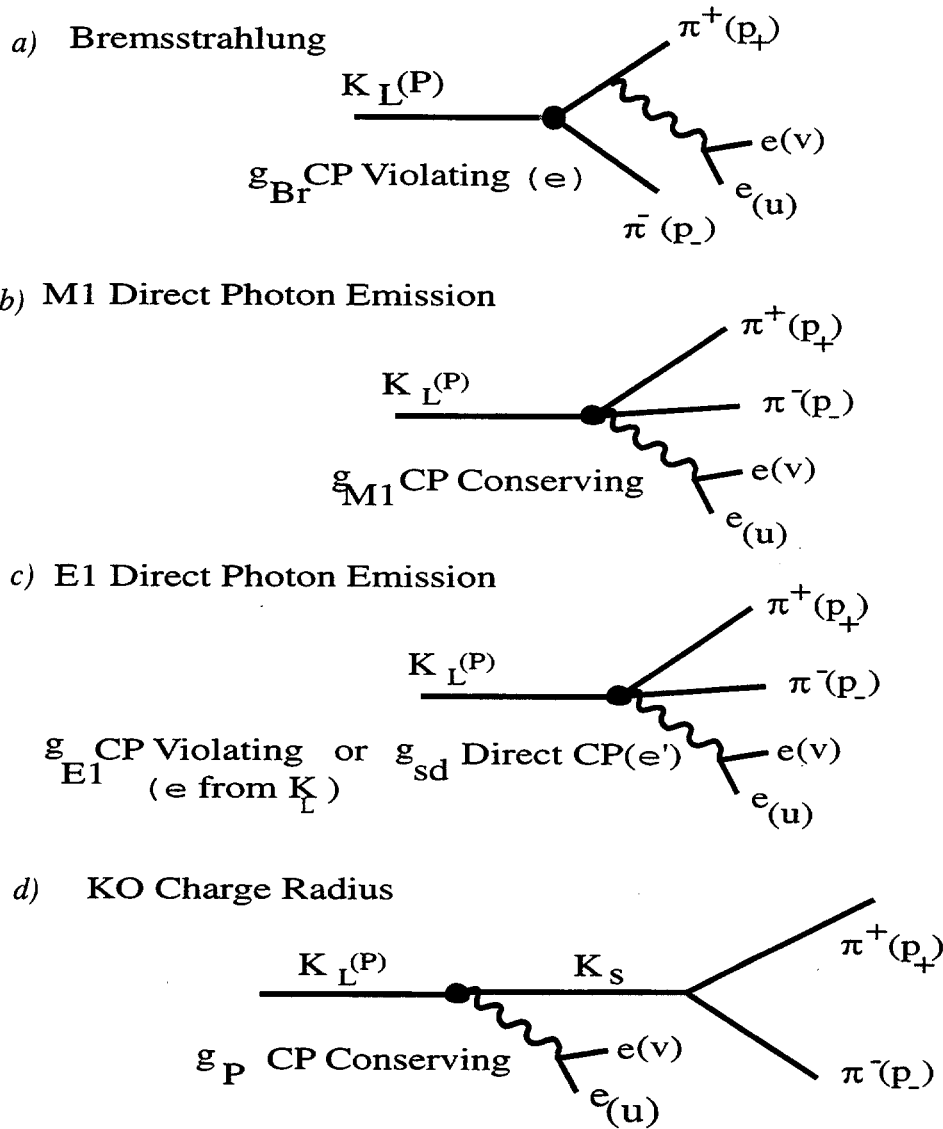 a) Bremsstrahlung
π+(p+)
K L(P)
e(v)
gBr CP Violating (e)
e(u)
π-(p-)
b) M1 Direct Photon Emission
π+(p+)
K L(P)
π-(p-)
e(v)
gM1 CP Conserving
e(u)
c) E1 Direct Photon Emission
π+(p+)
K L(P)
π-(p-)
gE1 CP Violating or gsd Direct CP(e')
e(v)
(e from KL)
e(u)
d) KO Charge Radius
π+(p+)
K L(P)
K S
e(v)
gP CP Conserving
π-(p-)
e(u)